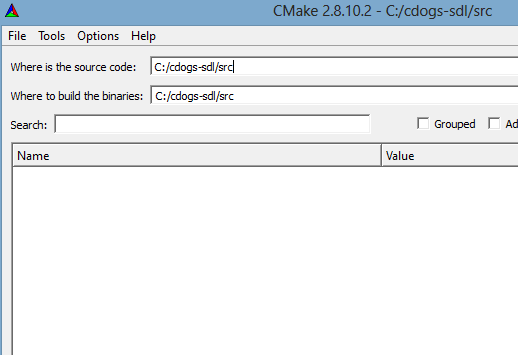 CMake 2.8.10.2 - C:/cdogs-sdl/src
File Tools Options Help
Where is the source code: C:/cdogs-sdl/src
Where to build the binaries: C:/cdogs-sdl/src
Search: Grouped Ad
Name Value